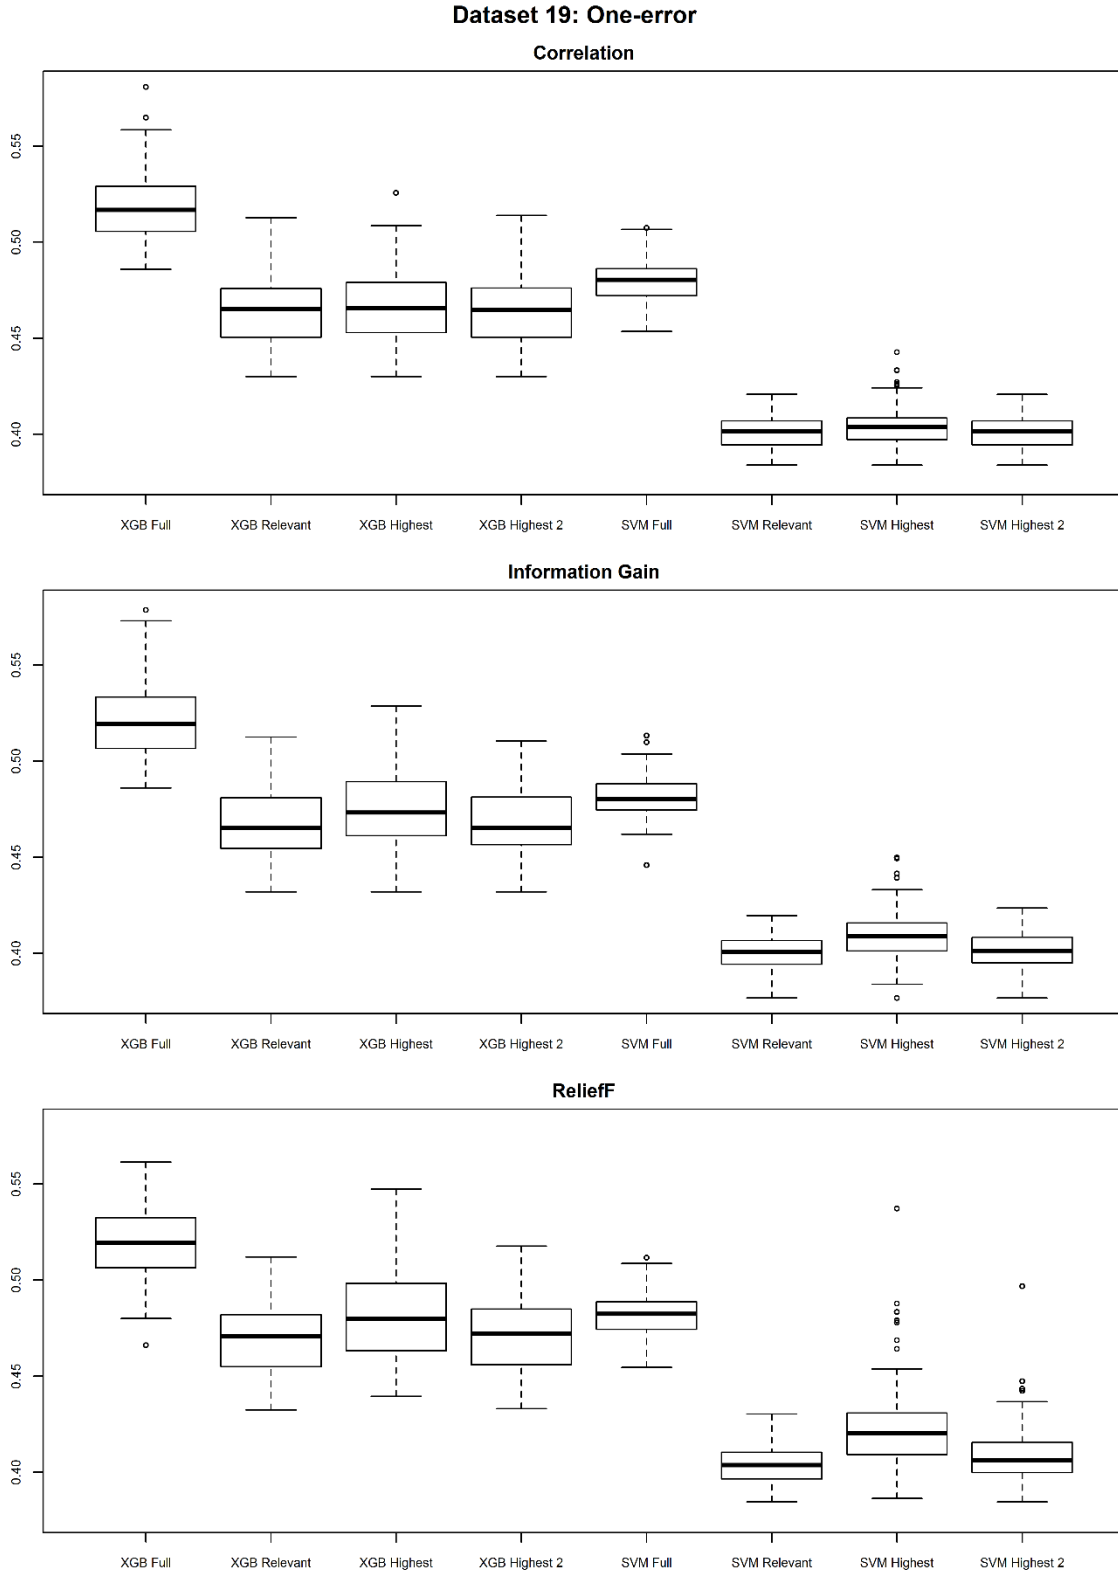 Dataset 19: One-error
Correlation
0.55
0.50
0.45
0.40
XGB Full XGB Relevant XGB Highest XGB Highest 2 SVM Full SVM Relevant SVM Highest SVM Highest 2
Information Gain
0.55
0.50
0.45
0.40
XGB Full XGB Relevant XGB Highest XGB Highest 2 SVM Full SVM Relevant SVM Highest SVM Highest 2
ReliefF
0.55
0.50
0.45
0.40
XGB Full XGB Relevant XGB Highest XGB Highest 2 SVM Full SVM Relevant SVM Highest SVM Highest 2